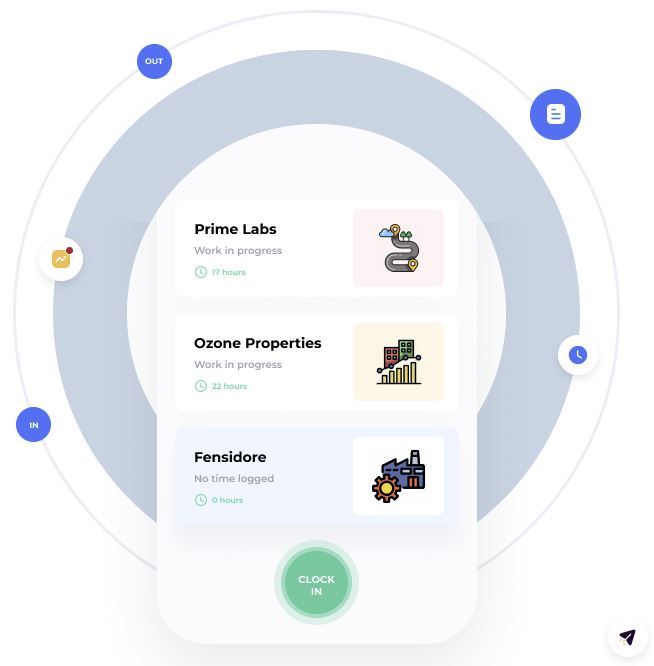 OUT
Prime Labs
Work in progress
17 hours
Ozone Properties
Work in progress
22 hours
IN
Fensidore
No time logged
0 hours
CLOCK
IN